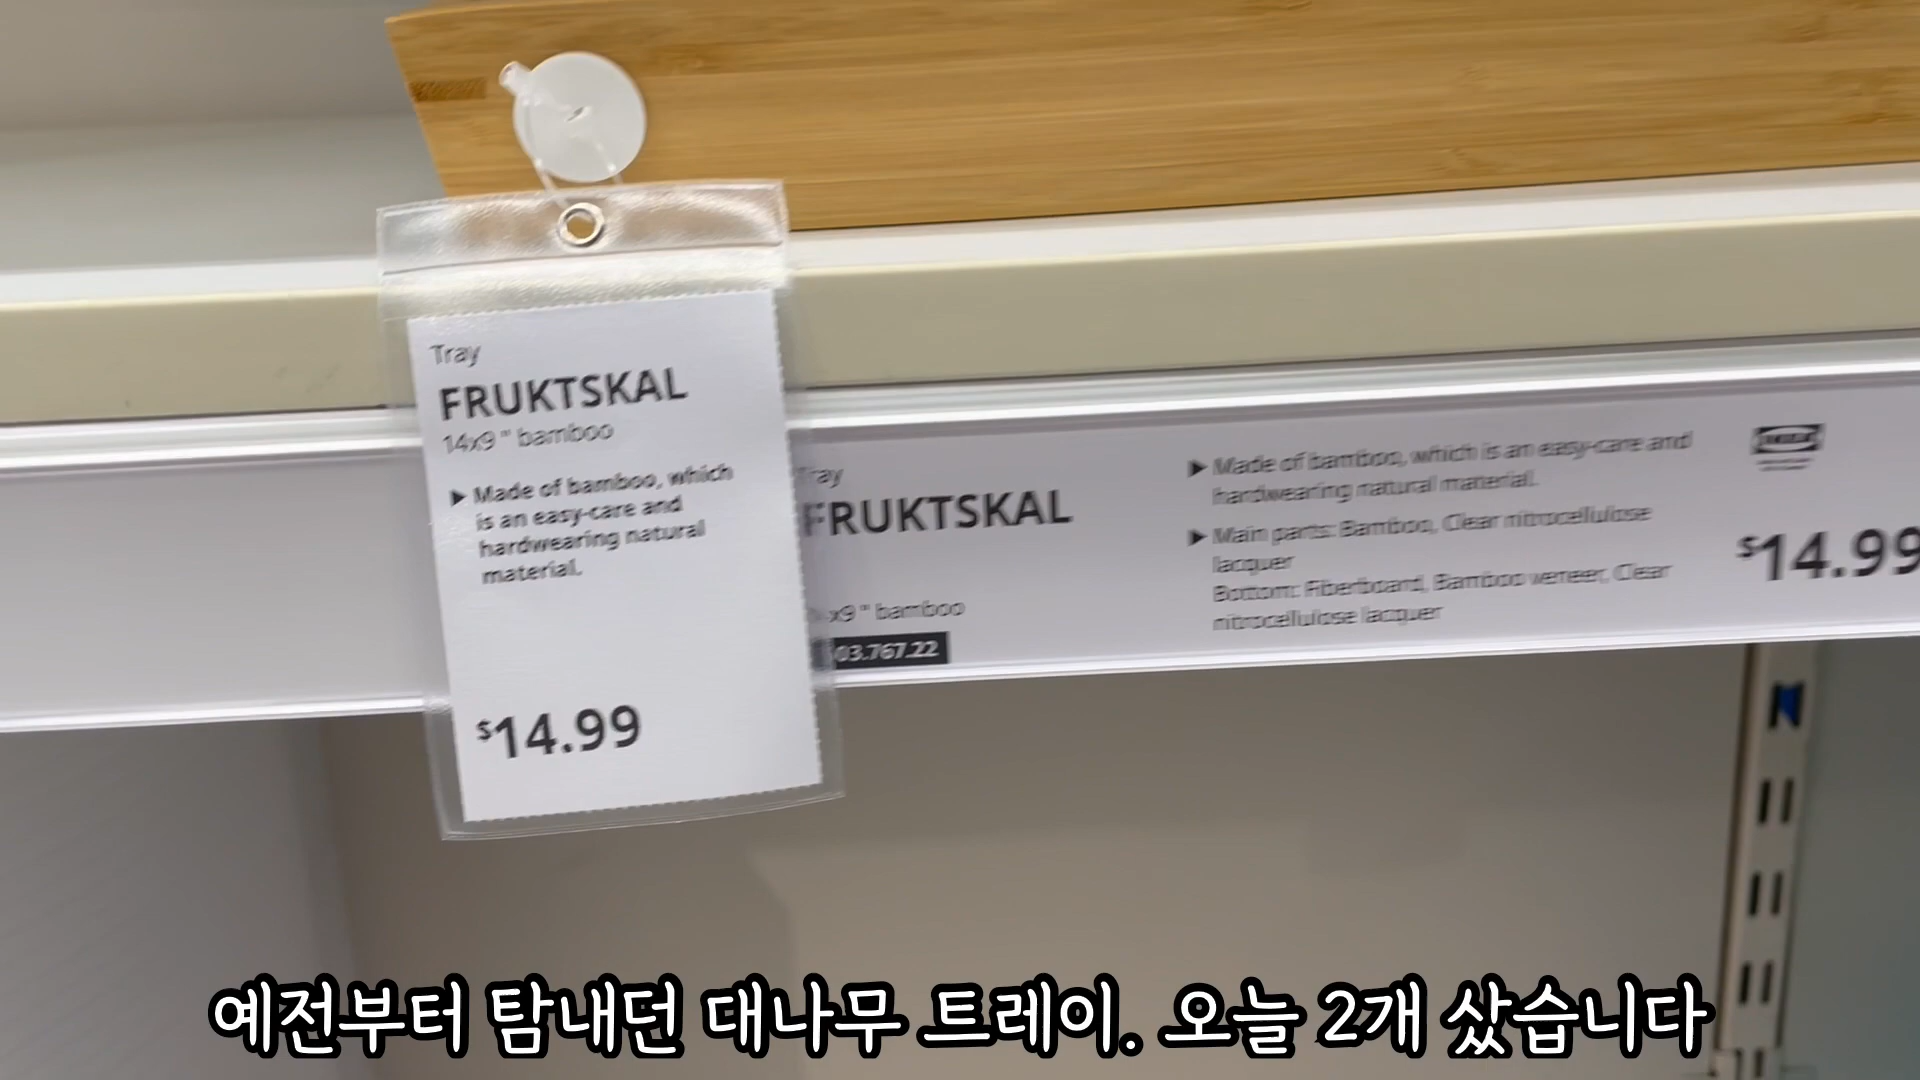 Tray
FRUKTSKAL
14x9" bamboo
▶ Made of bamboo, which
is an easy-care and
hardwearing natural
material.
$14.99
Tray
FRUKTSKAL
x9" bamboo
03.767.22
▶ Made of bamboo, which is an easy-care and
hardwearing natural material.
▶ Main parts: Bamboo, Clear nitrocellulose
lacquer
Bottom: Fiberboard, Bamboo veneer, Clear
nitrocellulose lacquer
IKEA
$14.99
예전부터 탐내던 대나무 트레이. 오늘 2개 샀습니다